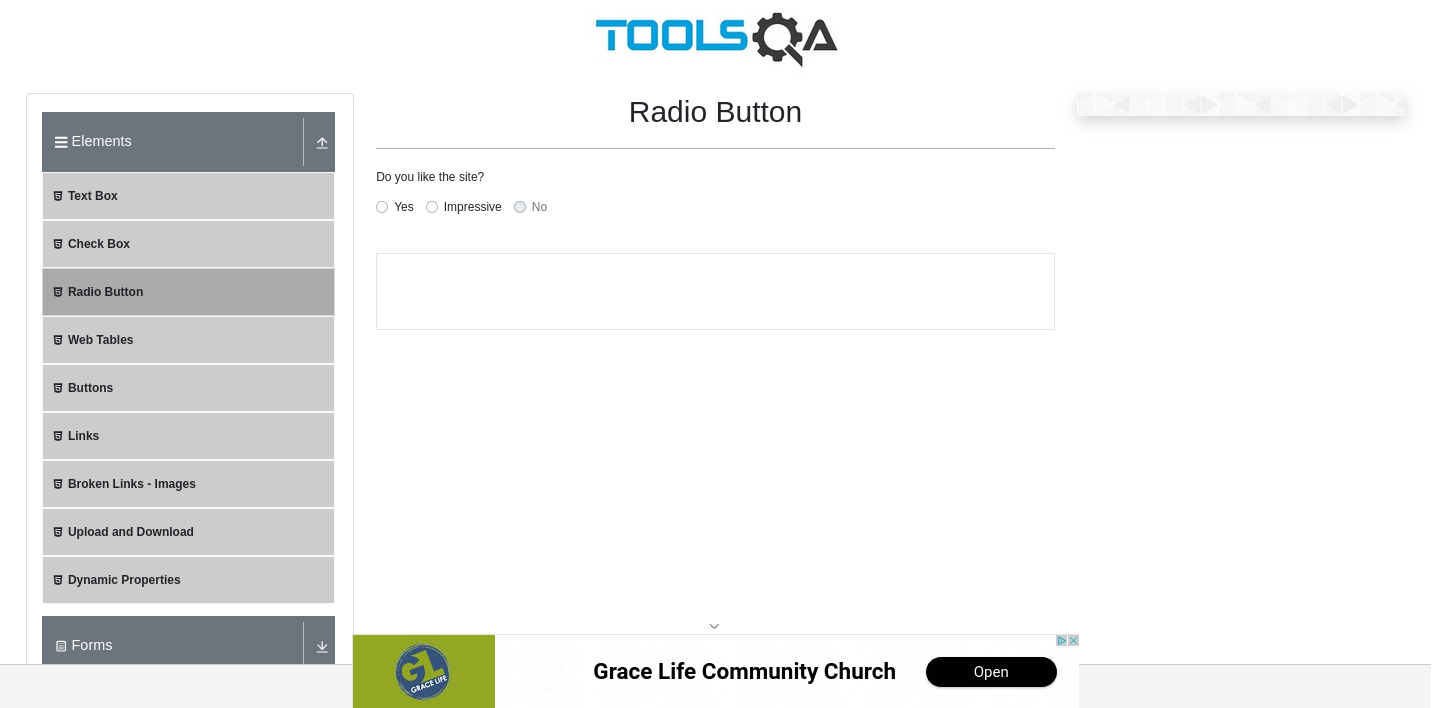 TOOLSQA
Elements
Text Box
Check Box
Radio Button
Web Tables
Buttons
Links
Broken Links - Images
Upload and Download
Dynamic Properties
Forms
Radio Button
Do you like the site?
Yes Impressive No
GL
GRACE LIFE
Grace Life Community Church
Open